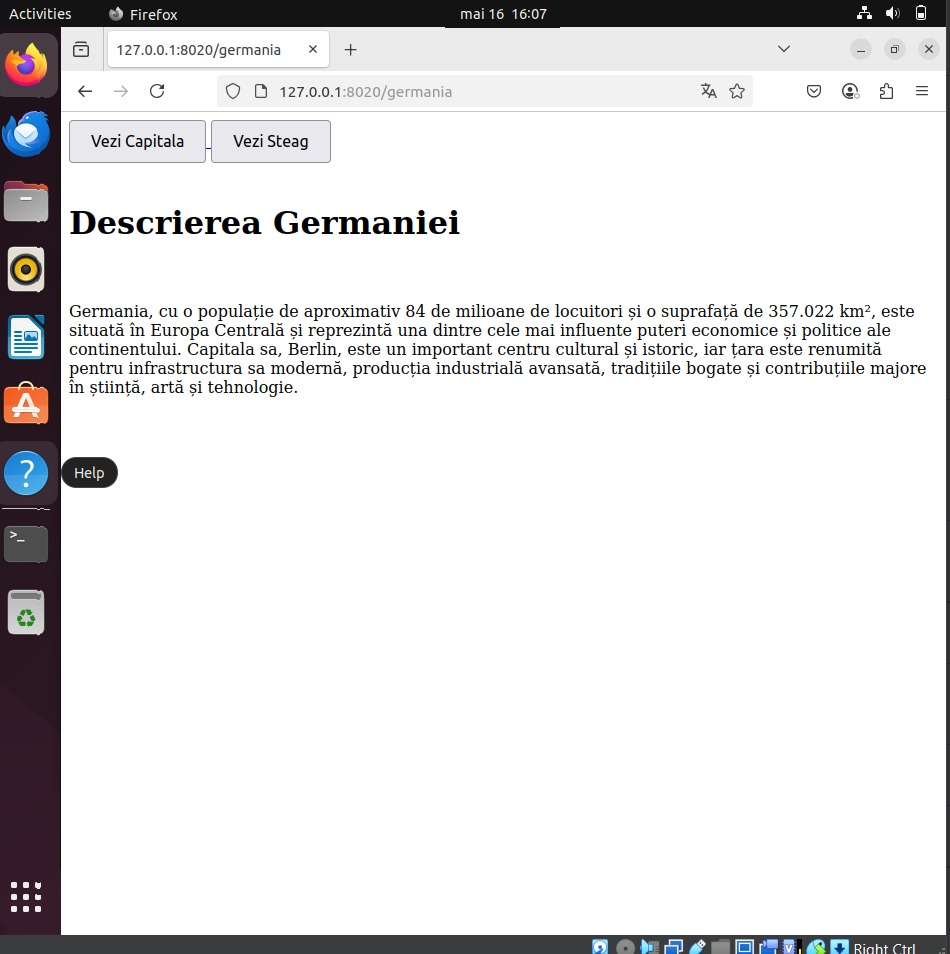 Activities
Firefox
mai 16 16:07
127.0.0.1:8020/germania
127.0.0.1:8020/germania
Vezi Capitala
Vezi Steag
Descrierea Germaniei
Germania, cu o populație de aproximativ 84 de milioane de locuitori și o suprafață de 357.022 km², este
situată în Europa Centrală și reprezintă una dintre cele mai influente puteri economice și politice ale
continentului. Capitala sa, Berlin, este un important centru cultural și istoric, iar țara este renumită
pentru infrastructura sa modernă, producția industrială avansată, tradițiile bogate și contribuțiile majore
în știință, artă și tehnologie.
Help
Right Ctrl